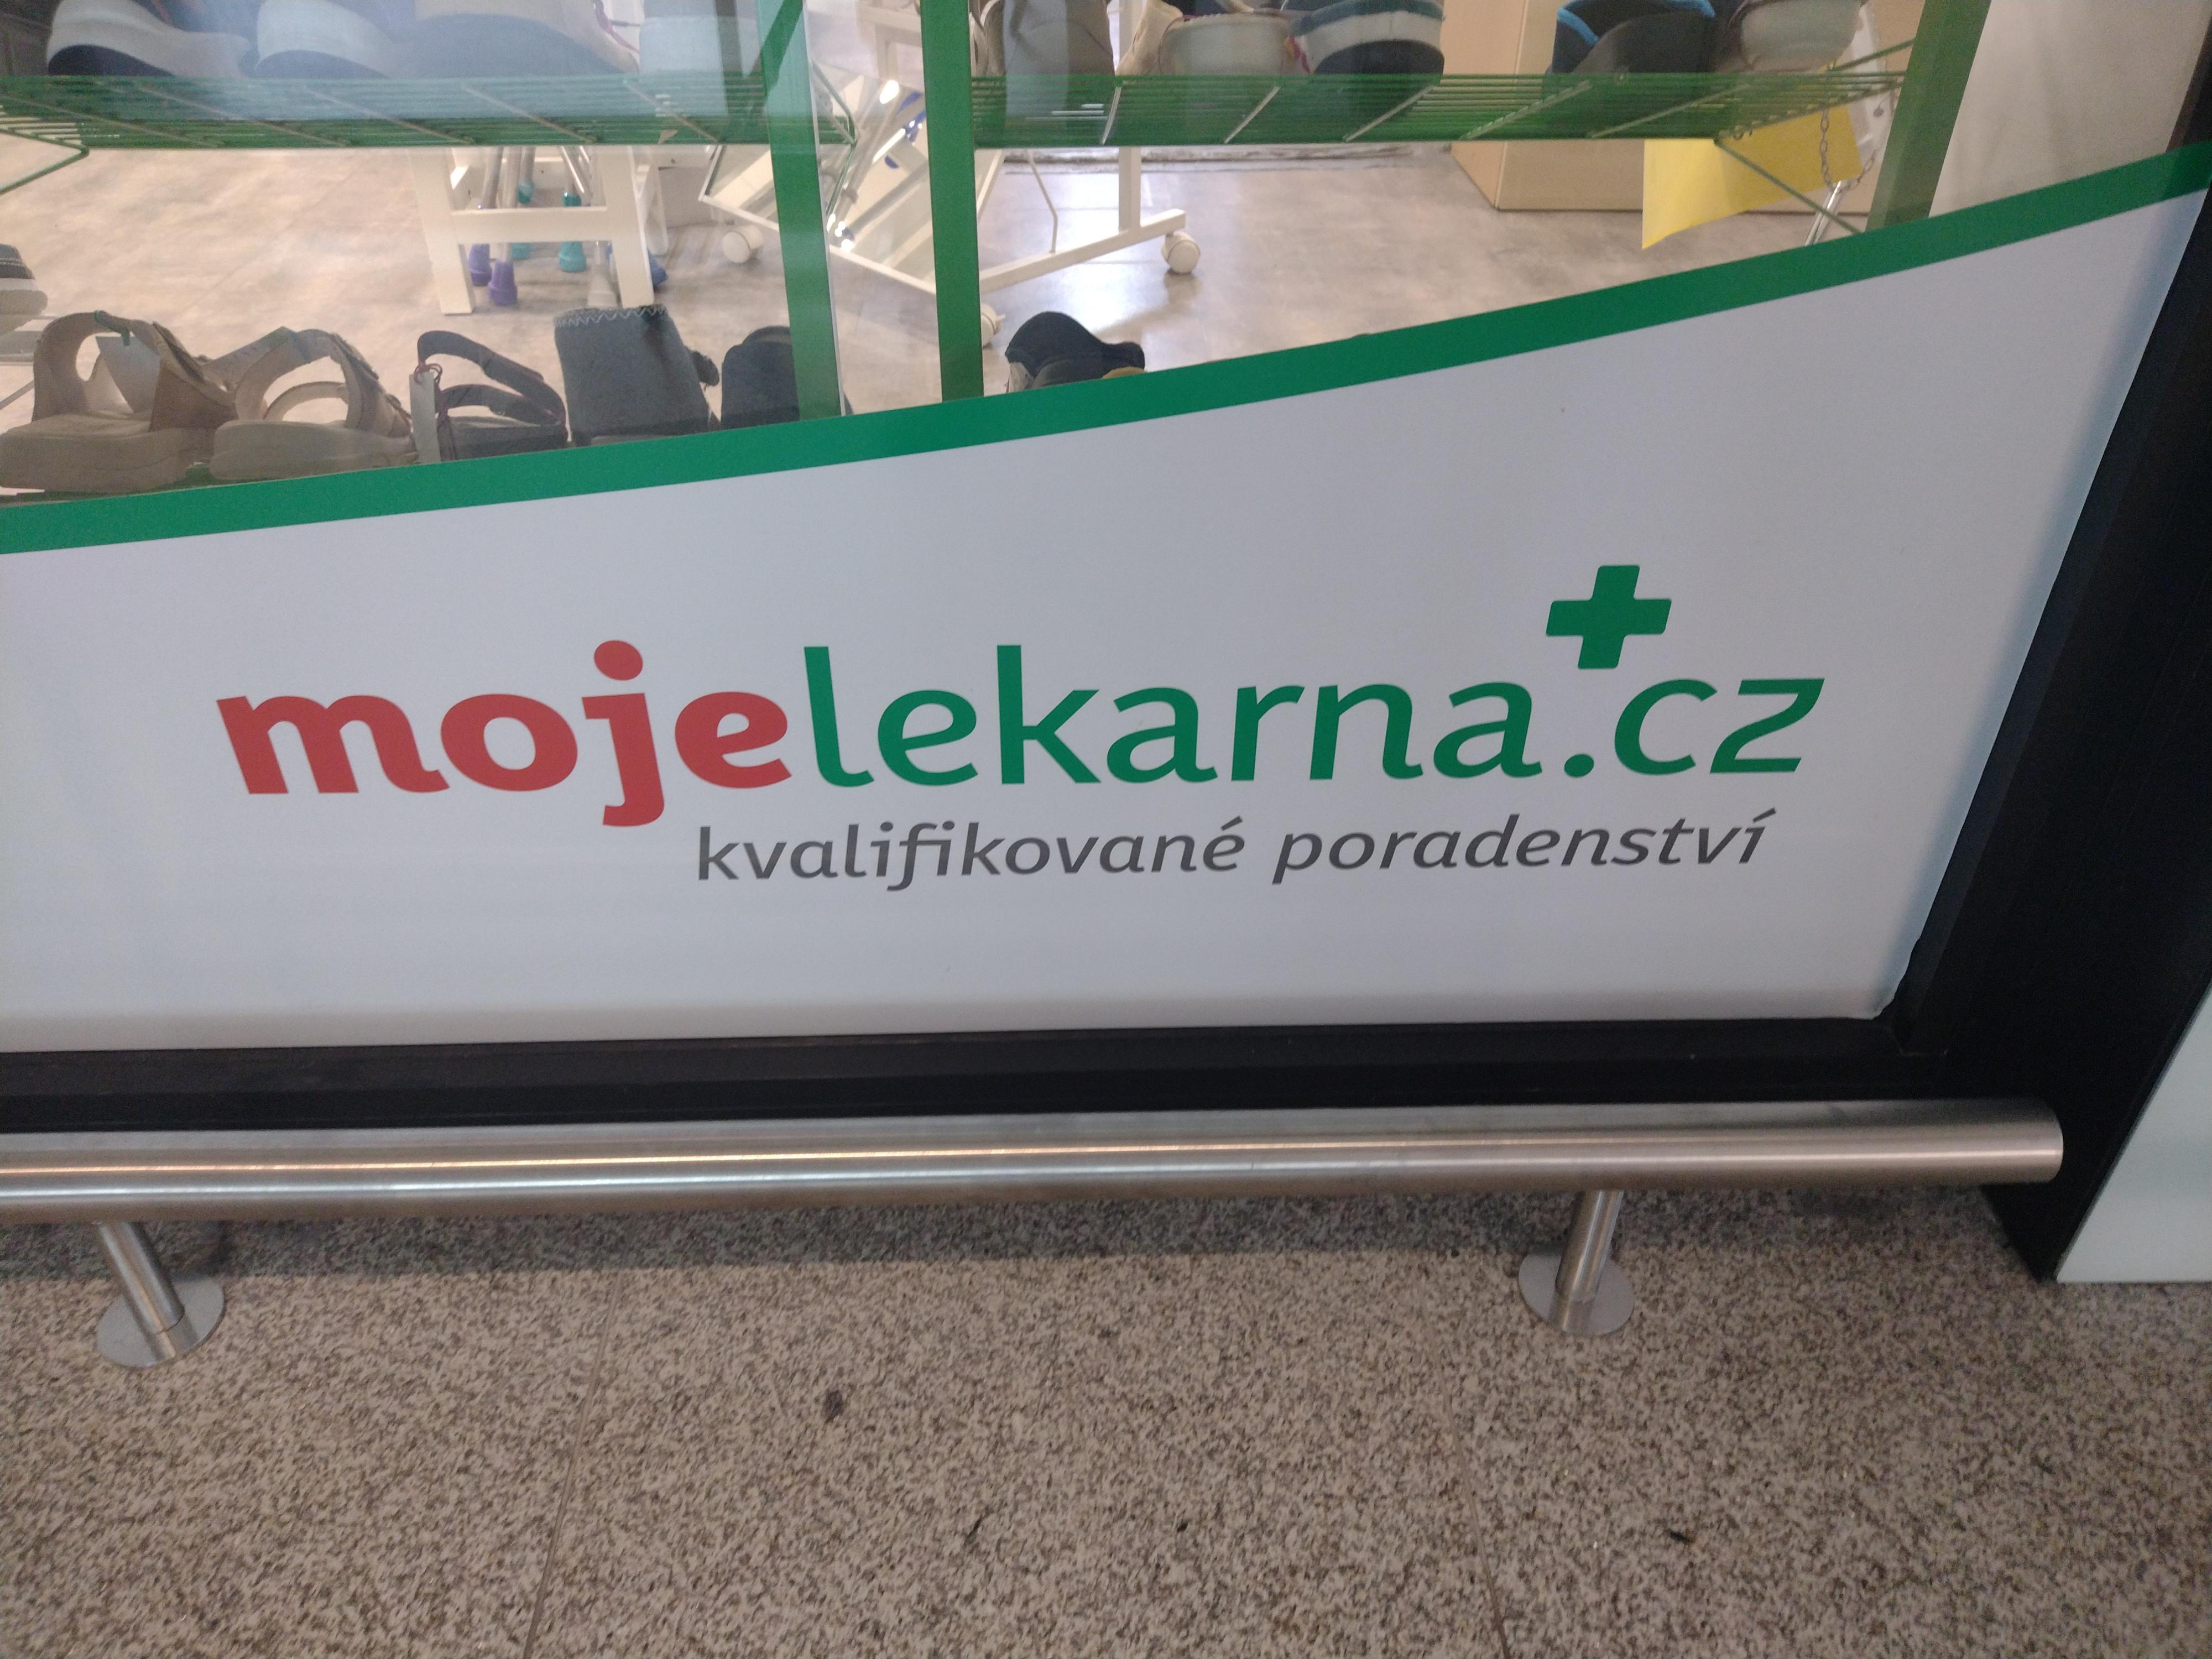 mojelekarna.cz
kvalifikované poradenství